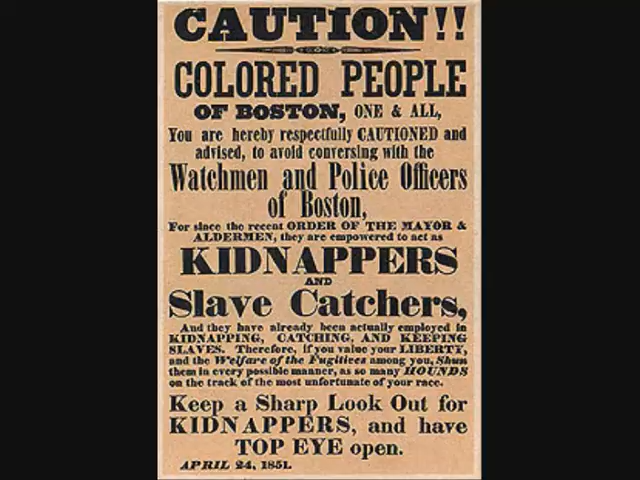 CAUTION!!
COLORED PEOPLE
OF BOSTON, ONE & ALL,
You are hereby respectfully CAUTIONED and
advised, to avoid conversing with the
Watchmen and Police Officers
of Boston,
For since the recent ORDER OF THE MAYOR &
ALDERMEN, they are empowered to act as
KIDNAPPERS
AND
Slave Catchers,
And they have already been actually employed in
KIDNAPPING, CATCHING, AND KEEPING
SLAVES. Therefore, if you value your LIBERTY,
and the Welfare of the Fugitives among you, Shun
them in every possible manner, as so many HOUNDS
on the track of the most unfortunate of your race.
Keep a Sharp Look Out for
KIDNAPPERS, and have
TOP EYE open.
APRIL 24, 1851.